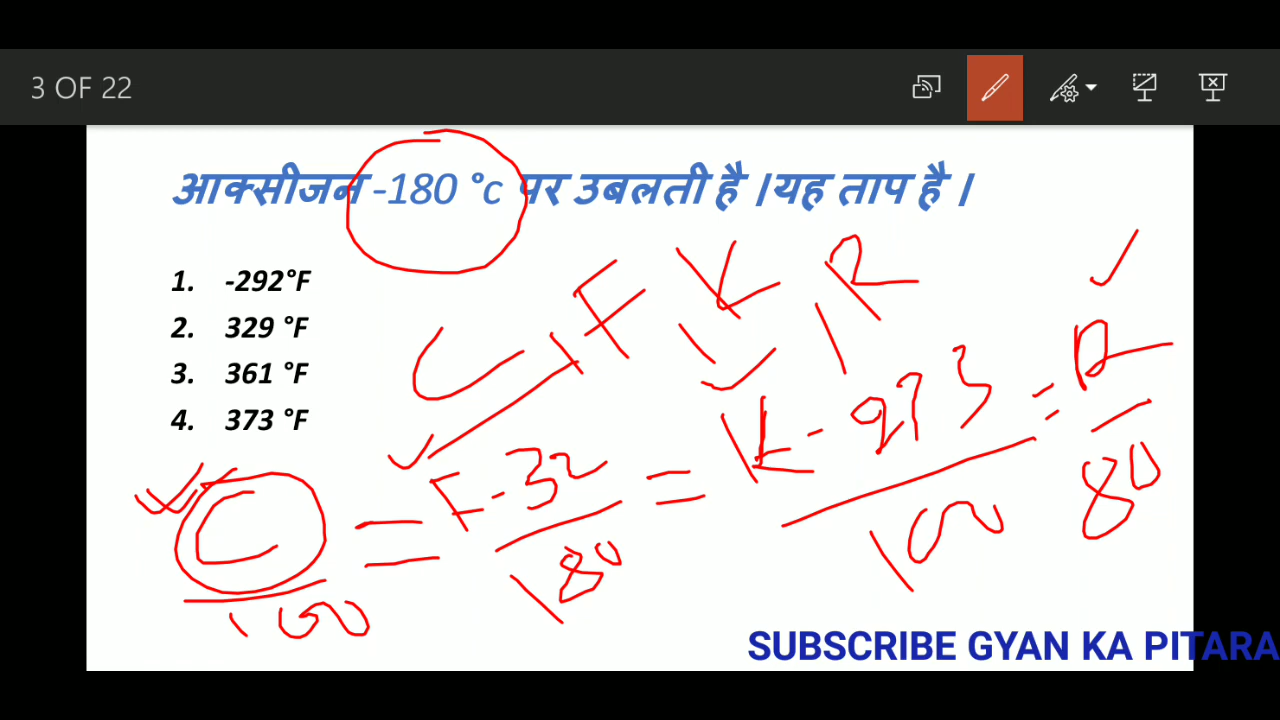 3 OF 22
आक्सीजन -180 °c पर उबलती है ।यह ताप है ।
1. -292°F
2. 329 °F
3. 361 °F
4. 373 °F
C, F, K, R
C/100 = F-32/180 = K-273/100 = R/80
SUBSCRIBE GYAN KA PITARA